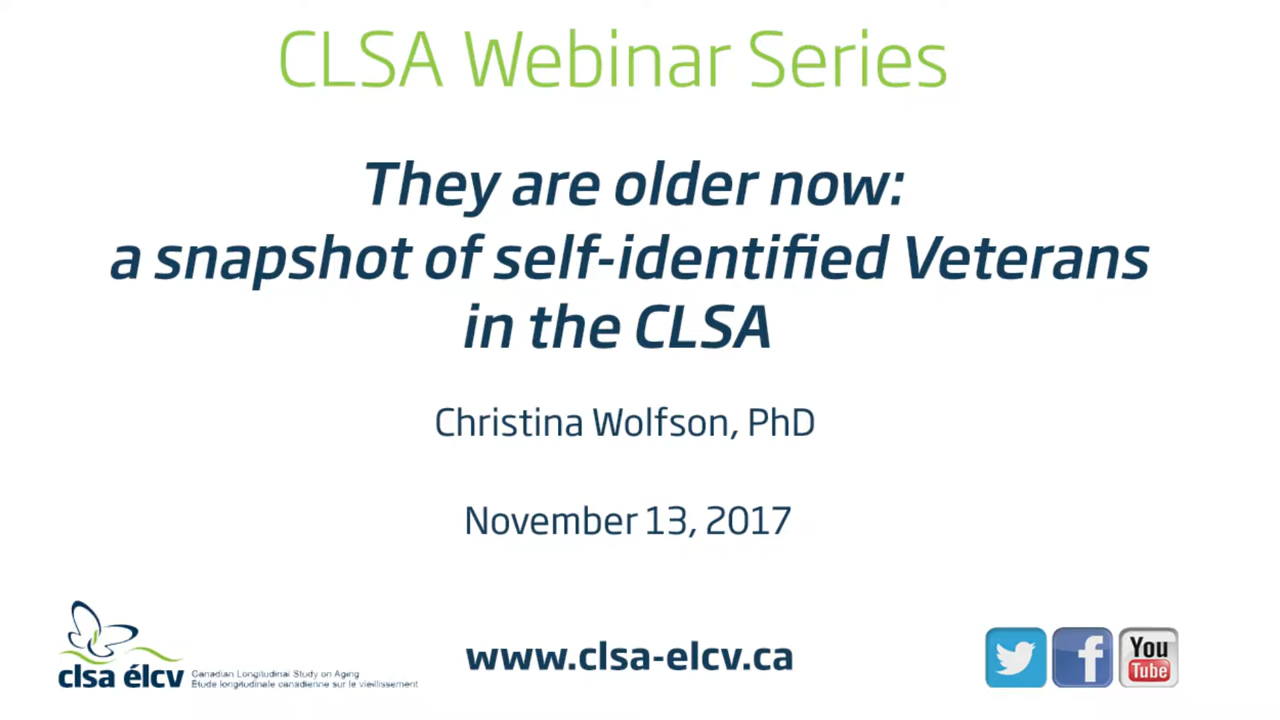 CLSA Webinar Series
They are older now:
a snapshot of self-identified Veterans
in the CLSA
Christina Wolfson, PhD
November 13, 2017
clsa élcv
Canadian Longitudinal Study on Aging
Étude longitudinale canadienne sur le vieillissement
www.clsa-elcv.ca
You
Tube